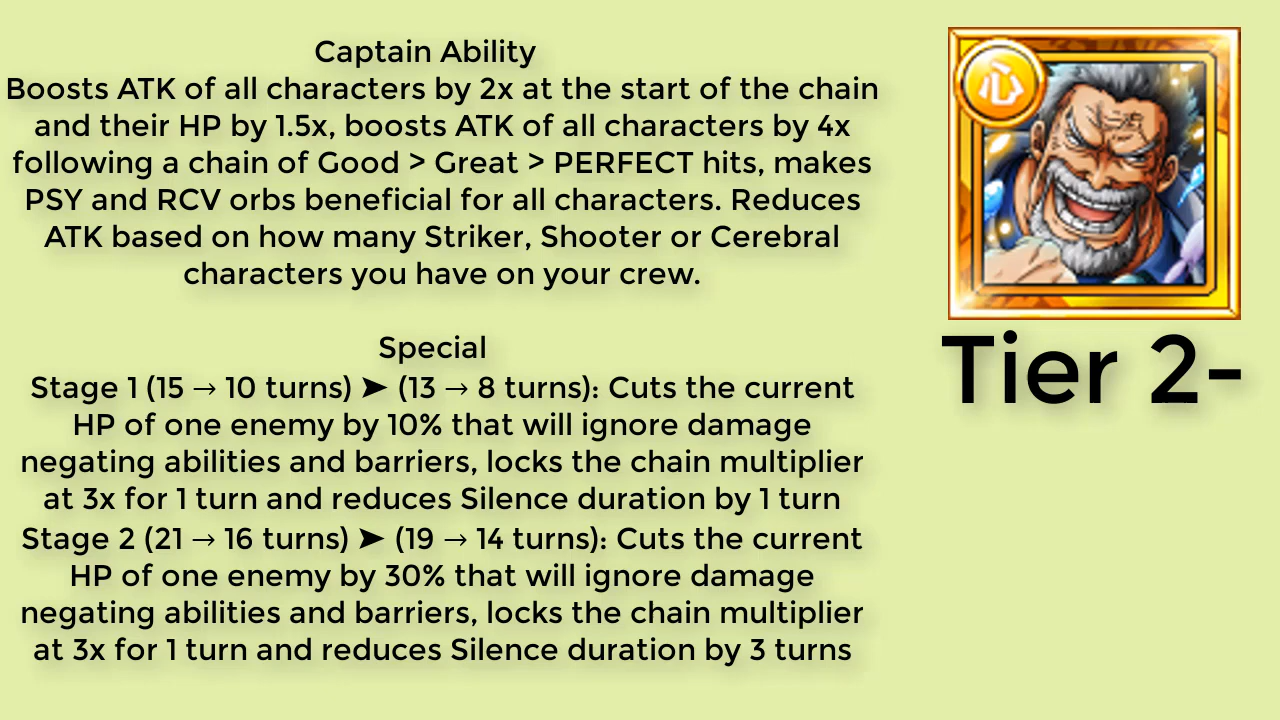 Captain Ability
Boosts ATK of all characters by 2x at the start of the chain
and their HP by 1.5x, boosts ATK of all characters by 4x
following a chain of Good > Great > PERFECT hits, makes
PSY and RCV orbs beneficial for all characters. Reduces
ATK based on how many Striker, Shooter or Cerebral
characters you have on your crew.
Special
Stage 1 (15 → 10 turns) ➤ (13 → 8 turns): Cuts the current
HP of one enemy by 10% that will ignore damage
negating abilities and barriers, locks the chain multiplier
at 3x for 1 turn and reduces Silence duration by 1 turn
Stage 2 (21 → 16 turns) ➤ (19 → 14 turns): Cuts the current
HP of one enemy by 30% that will ignore damage
negating abilities and barriers, locks the chain multiplier
at 3x for 1 turn and reduces Silence duration by 3 turns
心
Tier 2-